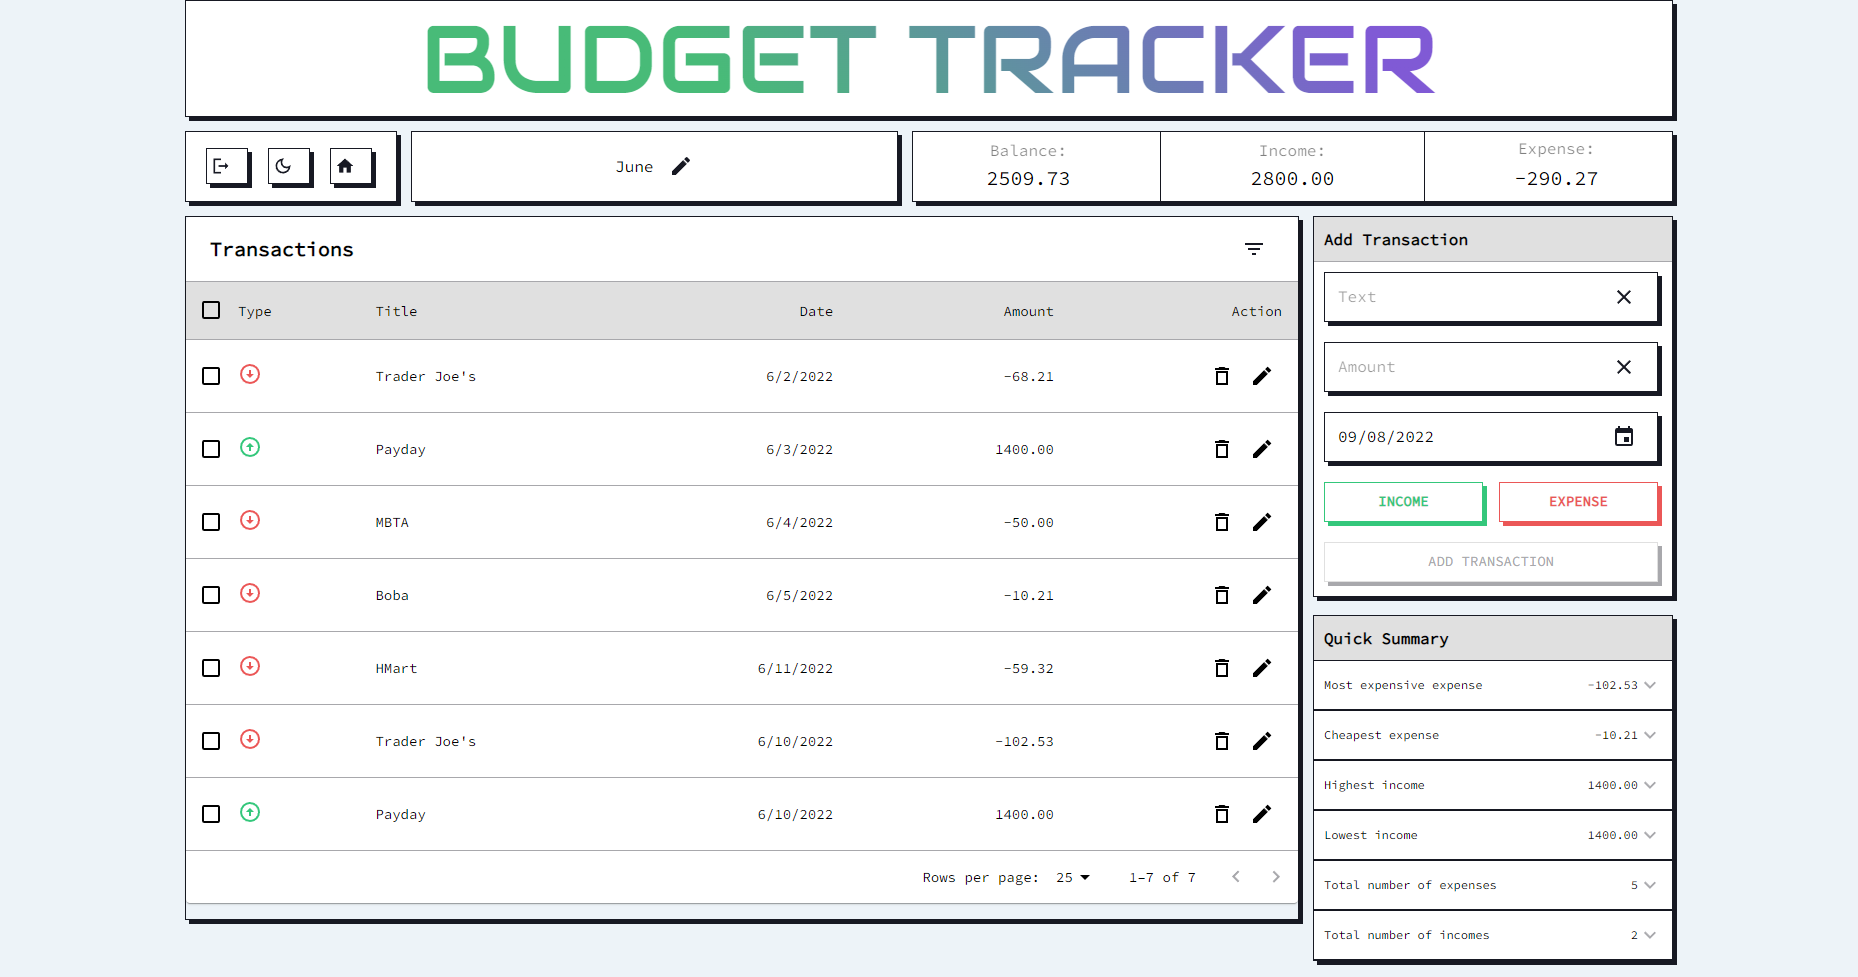 BUDGET TRACKER
June
Balance:
2509.73
Income:
2800.00
Expense:
-290.27
Transactions
Type Title Date Amount Action
Trader Joe's 6/2/2022 -68.21
Payday 6/3/2022 1400.00
MBTA 6/4/2022 -50.00
Boba 6/5/2022 -10.21
HMart 6/11/2022 -59.32
Trader Joe's 6/10/2022 -102.53
Payday 6/10/2022 1400.00
Rows per page: 25 1-7 of 7
Add Transaction
Text
Amount
09/08/2022
INCOME EXPENSE
ADD TRANSACTION
Quick Summary
Most expensive expense -102.53
Cheapest expense -10.21
Highest income 1400.00
Lowest income 1400.00
Total number of expenses 5
Total number of incomes 2